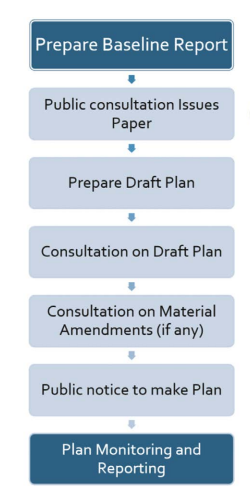 Prepare Baseline Report
Public consultation Issues
Paper
Prepare Draft Plan
Consultation on Draft Plan
Consultation on Material
Amendments (if any)
Public notice to make Plan
Plan Monitoring and
Reporting